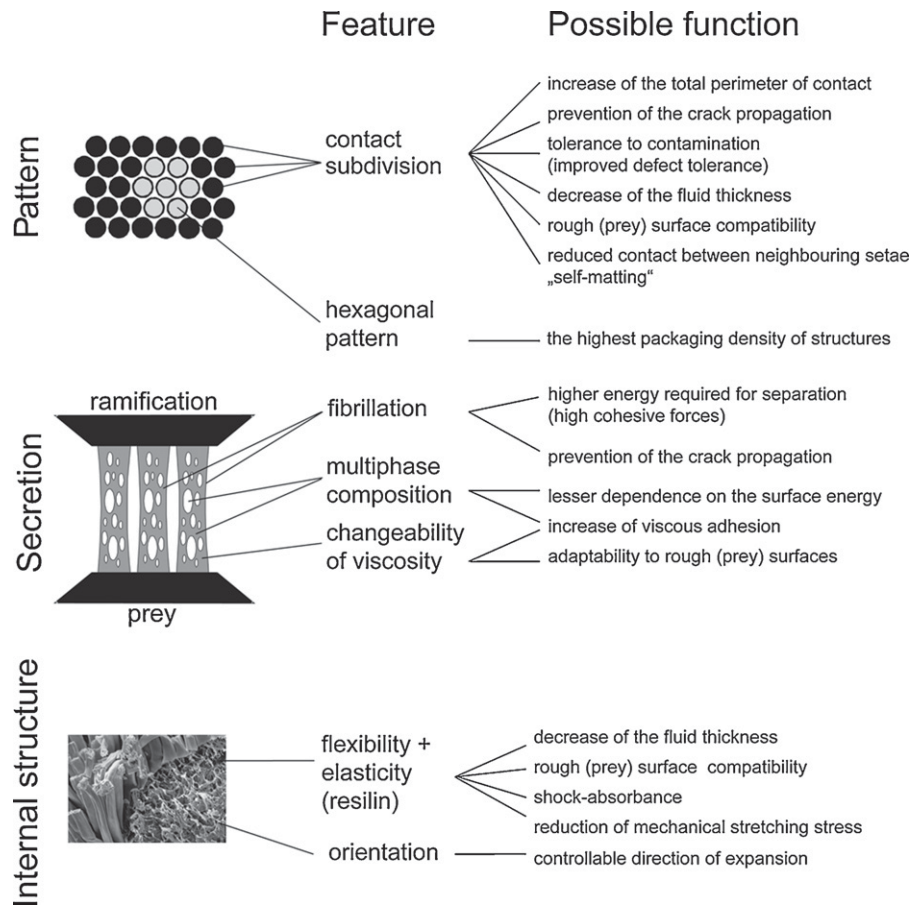 Feature
Possible function
Pattern
contact
subdivision
increase of the total perimeter of contact
prevention of the crack propagation
tolerance to contamination
(improved defect tolerance)
decrease of the fluid thickness
rough (prey) surface compatibility
reduced contact between neighbouring setae
„self-matting“
hexagonal
pattern
the highest packaging density of structures
Secretion
ramification
prey
fibrillation
higher energy required for separation
(high cohesive forces)
prevention of the crack propagation
multiphase
composition
lesser dependence on the surface energy
increase of viscous adhesion
changeability
of viscosity
adaptability to rough (prey) surfaces
Internal structure
flexibility +
elasticity
(resilin)
decrease of the fluid thickness
rough (prey) surface compatibility
shock-absorbance
reduction of mechanical stretching stress
orientation
controllable direction of expansion